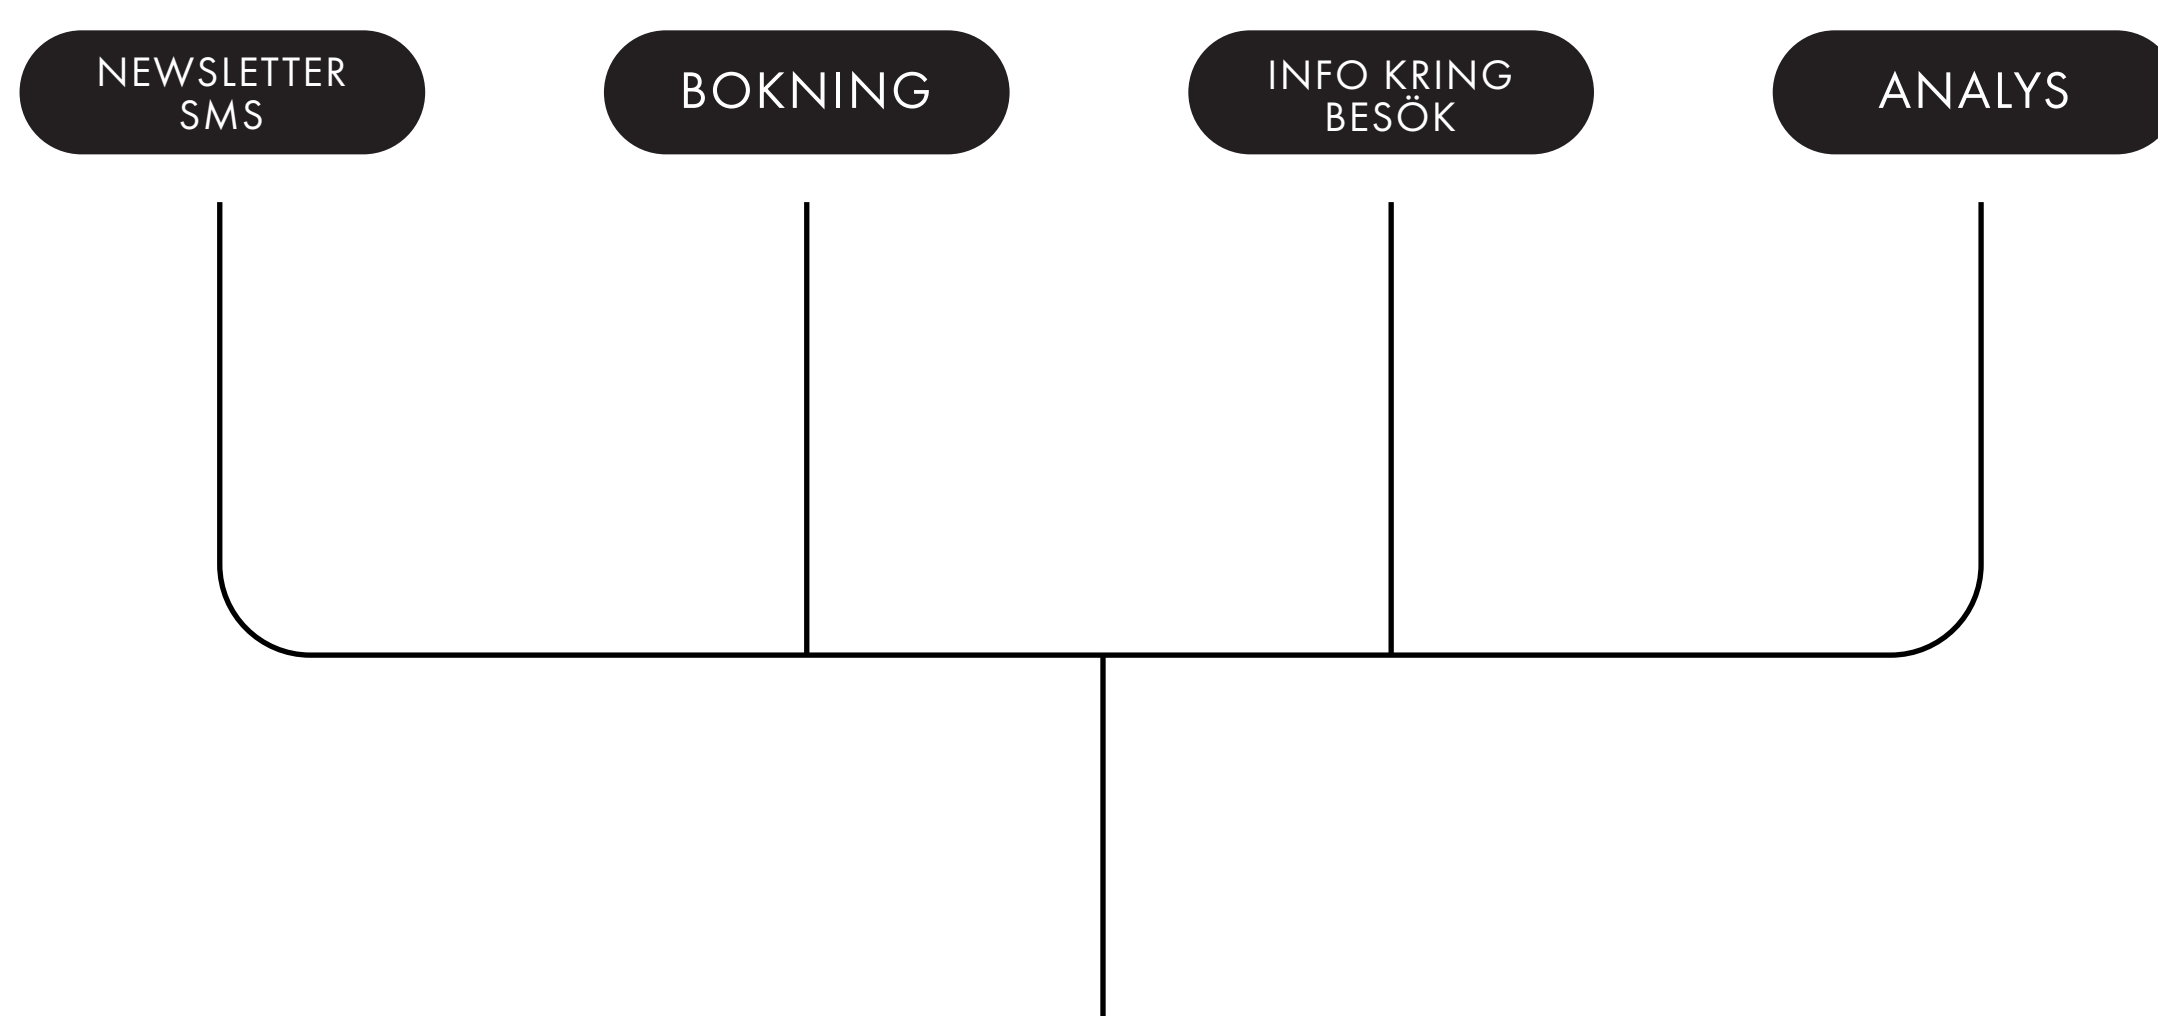 NEWSLETTER
SMS
BOKNING
INFO KRING
BESÖK
ANALYS